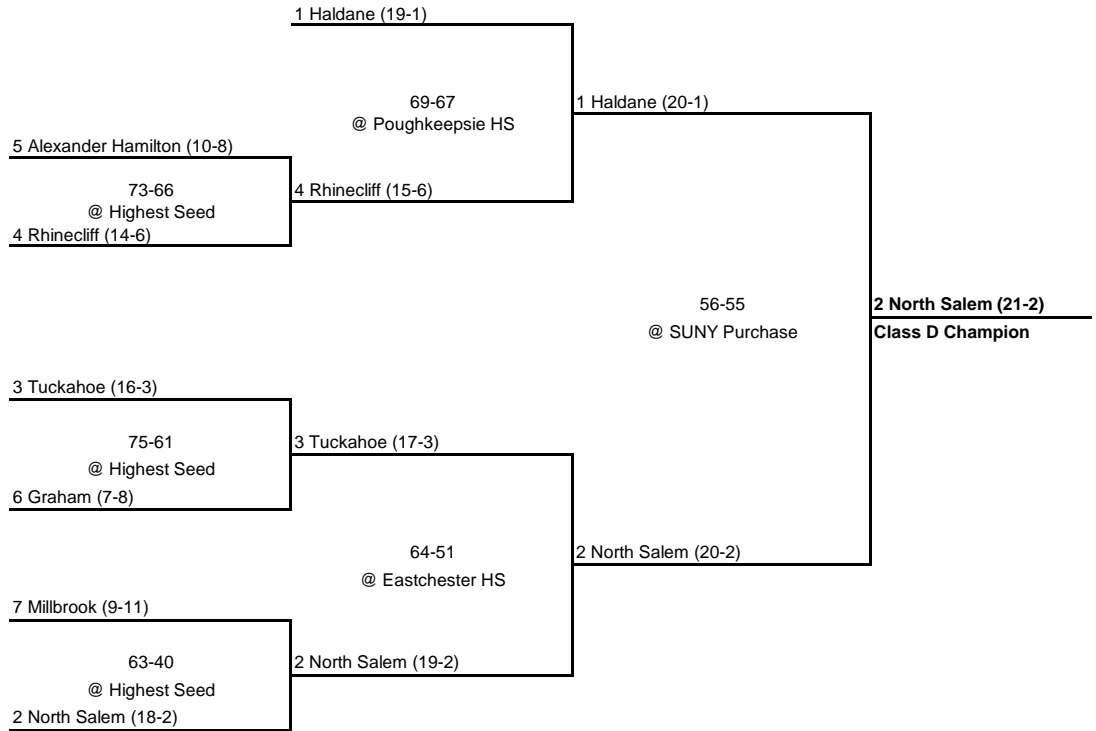 1 Haldane (19-1)
69-67
@ Poughkeepsie HS
1 Haldane (20-1)
5 Alexander Hamilton (10-8)
73-66
@ Highest Seed
4 Rhinecliff (14-6)
4 Rhinecliff (15-6)
56-55
@ SUNY Purchase
2 North Salem (21-2)
Class D Champion
3 Tuckahoe (16-3)
75-61
@ Highest Seed
6 Graham (7-8)
3 Tuckahoe (17-3)
64-51
@ Eastchester HS
2 North Salem (20-2)
7 Millbrook (9-11)
63-40
@ Highest Seed
2 North Salem (18-2)
2 North Salem (19-2)